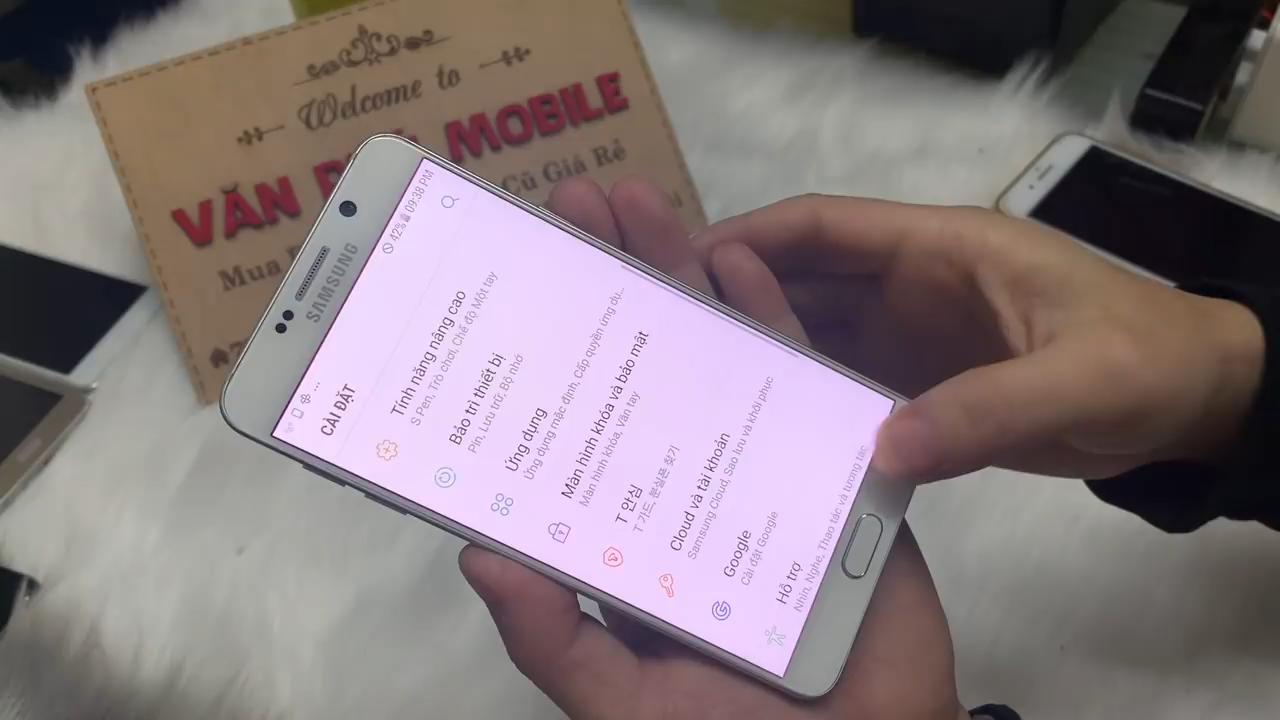 Welcome to
VĂN
MOBILE
Cũ Giá Rẻ
Mua
SAMSUNG
42% 09:38 PM
CÀI ĐẶT
Tính năng nâng cao
S Pen, Trò chơi, Chế độ Một tay
Bảo trì thiết bị
Pin, Lưu trữ, Bộ nhớ
Ứng dụng
Ứng dụng mặc định, Cấp quyền ứng dụ...
Màn hình khóa và bảo mật
Màn hình khóa, Vân tay
T 안심
T가드, 분실폰 찾기
Cloud và tài khoản
Samsung Cloud, Sao lưu và khôi phục
Google
Cài đặt Google
Hỗ trợ
Nhìn, Nghe, Thao tác và tương tác